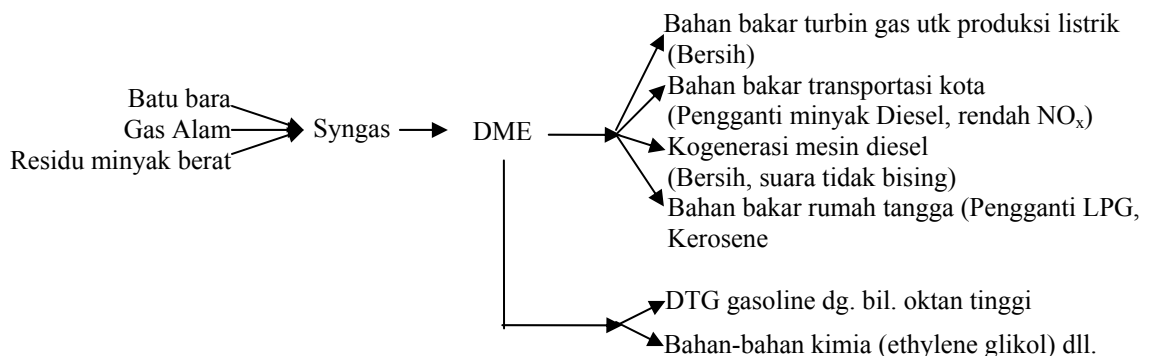 Bahan bakar turbin gas utk produksi listrik
(Bersih)
Bahan bakar transportasi kota
(Pengganti minyak Diesel, rendah NOx)
Kogenerasi mesin diesel
(Bersih, suara tidak bising)
Bahan bakar rumah tangga (Pengganti LPG,
Kerosene
Batu bara
Gas Alam
Residu minyak berat
Syngas
DME
DTG gasoline dg. bil. oktan tinggi
Bahan-bahan kimia (ethylene glikol) dll.